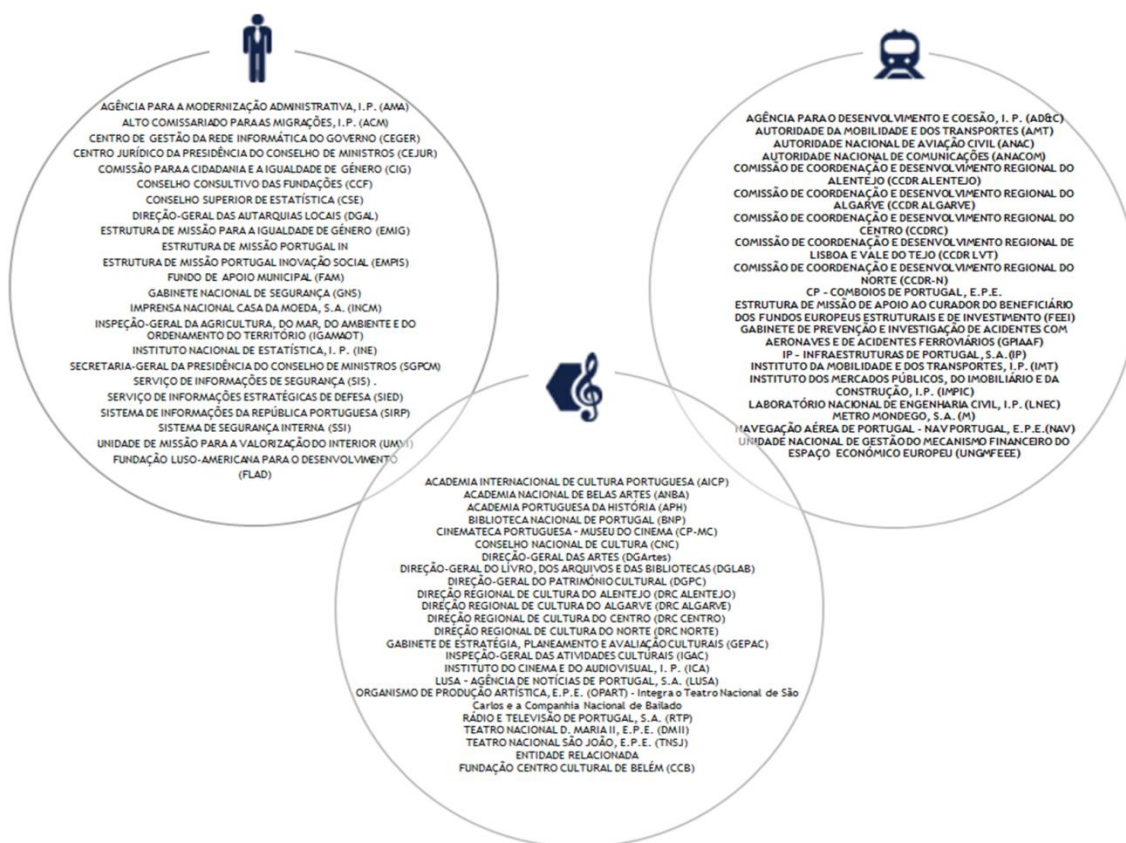 AGÊNCIA PARA A MODERNIZAÇÃO ADMINISTRATIVA, I.P. (AMA)
ALTO COMISSARIADO PARA AS MIGRAÇÕES, I.P. (ACM)
CENTRO DE GESTÃO DA REDE INFORMÁTICA DO GOVERNO (CEGER)
CENTRO JURÍDICO DA PRESIDÊNCIA DO CONSELHO DE MINISTROS (CEJUR)
COMISSÃO PARA A CIDADANIA E A IGUALDADE DE GÉNERO (CIG)
CONSELHO CONSULTIVO DAS FUNDAÇÕES (CCF)
CONSELHO SUPERIOR DE ESTATÍSTICA (CSE)
DIREÇÃO-GERAL DAS AUTARQUIAS LOCAIS (DGAL)
ESTRUTURA DE MISSÃO PARA A IGUALDADE DE GÉNERO (EMIG)
ESTRUTURA DE MISSÃO PORTUGAL IN
ESTRUTURA DE MISSÃO PORTUGAL INOVAÇÃO SOCIAL (EMPIS)
FUNDO DE APOIO MUNICIPAL (FAM)
GABINETE NACIONAL DE SEGURANÇA (GNS)
IMPRENSA NACIONAL CASA DA MOEDA, S.A. (INCM)
INSPEÇÃO-GERAL DA AGRICULTURA, DO MAR, DO AMBIENTE E DO
ORDENAMENTO DO TERRITÓRIO (IGAMAOT)
INSTITUTO NACIONAL DE ESTATÍSTICA, I. P. (INE)
SECRETARIA-GERAL DA PRESIDÊNCIA DO CONSELHO DE MINISTROS (SGPCM)
SERVIÇO DE INFORMAÇÕES DE SEGURANÇA (SIS) .
SERVIÇO DE INFORMAÇÕES ESTRATÉGICAS DE DEFESA (SIED)
SISTEMA DE INFORMAÇÕES DA REPÚBLICA PORTUGUESA (SIRP)
SISTEMA DE SEGURANÇA INTERNA (SSI)
UNIDADE DE MISSÃO PARA A VALORIZAÇÃO DO INTERIOR (UMVI)
FUNDAÇÃO LUSO-AMERICANA PARA O DESENVOLVIMENTO
(FLAD)
AGÊNCIA PARA O DESENVOLVIMENTO E COESÃO, I. P. (AD&C)
AUTORIDADE DA MOBILIDADE E DOS TRANSPORTES (AMT)
AUTORIDADE NACIONAL DE AVIAÇÃO CIVIL (ANAC)
AUTORIDADE NACIONAL DE COMUNICAÇÕES (ANACOM)
COMISSÃO DE COORDENAÇÃO E DESENVOLVIMENTO REGIONAL DO
ALENTEJO (CCDR ALENTEJO)
COMISSÃO DE COORDENAÇÃO E DESENVOLVIMENTO REGIONAL DO
ALGARVE (CCDR ALGARVE)
COMISSÃO DE COORDENAÇÃO E DESENVOLVIMENTO REGIONAL DO
CENTRO (CCDRC)
COMISSÃO DE COORDENAÇÃO E DESENVOLVIMENTO REGIONAL DE
LISBOA E VALE DO TEJO (CCDR LVT)
COMISSÃO DE COORDENAÇÃO E DESENVOLVIMENTO REGIONAL DO
NORTE (CCDR-N)
CP - COMBOIOS DE PORTUGAL, E.P.E.
ESTRUTURA DE MISSÃO DE APOIO AO CURADOR DO BENEFICIÁRIO
DOS FUNDOS EUROPEUS ESTRUTURAIS E DE INVESTIMENTO (FEEI)
GABINETE DE PREVENÇÃO E INVESTIGAÇÃO DE ACIDENTES COM
AERONAVES E DE ACIDENTES FERROVIÁRIOS (GPIAAF)
IP - INFRAESTRUTURAS DE PORTUGAL, S.A.(IP)
INSTITUTO DA MOBILIDADE E DOS TRANSPORTES, I.P. (IMT)
INSTITUTO DOS MERCADOS PÚBLICOS, DO IMOBILIÁRIO E DA
CONSTRUÇÃO, I.P. (IMPIC)
LABORATÓRIO NACIONAL DE ENGENHARIA CIVIL, I.P. (LNEC)
METRO MONDEGO, S.A. (M)
NAVEGAÇÃO AÉREA DE PORTUGAL - NAV PORTUGAL, E.P.E.(NAV)
UNIDADE NACIONAL DE GESTÃO DO MECANISMO FINANCEIRO DO
ESPAÇO ECONÓMICO EUROPEU (UNGMFEEE)
ACADEMIA INTERNACIONAL DE CULTURA PORTUGUESA (AICP)
ACADEMIA NACIONAL DE BELAS ARTES (ANBA)
ACADEMIA PORTUGUESA DA HISTÓRIA (APH)
BIBLIOTECA NACIONAL DE PORTUGAL (BNP)
CINEMATECA PORTUGUESA - MUSEU DO CINEMA (CP-MC)
CONSELHO NACIONAL DE CULTURA (CNC)
DIREÇÃO-GERAL DAS ARTES (DGArtes)
DIREÇÃO-GERAL DO LIVRO, DOS ARQUIVOS E DAS BIBLIOTECAS (DGLAB)
DIREÇÃO-GERAL DO PATRIMÓNIO CULTURAL (DGPC)
DIREÇÃO REGIONAL DE CULTURA DO ALENTEJO (DRC ALENTEJO)
DIREÇÃO REGIONAL DE CULTURA DO ALGARVE (DRC ALGARVE)
DIREÇÃO REGIONAL DE CULTURA DO CENTRO (DRC CENTRO)
DIREÇÃO REGIONAL DE CULTURA DO NORTE (DRC NORTE)
GABINETE DE ESTRATÉGIA, PLANEAMENTO E AVALIAÇÃO CULTURAIS (GEPAC)
INSPEÇÃO-GERAL DAS ATIVIDADES CULTURAIS (IGAC)
INSTITUTO DO CINEMA E DO AUDIOVISUAL, I. P. (ICA)
LUSA - AGÊNCIA DE NOTÍCIAS DE PORTUGAL, S.A. (LUSA)
ORGANISMO DE PRODUÇÃO ARTÍSTICA, E.P.E. (OPART) - Integra o Teatro Nacional de São
Carlos e a Companhia Nacional de Bailado
RÁDIO E TELEVISÃO DE PORTUGAL, S.A. (RTP)
TEATRO NACIONAL D. MARIA II, E.P.E. (DMII)
TEATRO NACIONAL SÃO JOÃO, E.P.E. (TNSJ)
ENTIDADE RELACIONADA
FUNDAÇÃO CENTRO CULTURAL DE BELÉM (CCB)